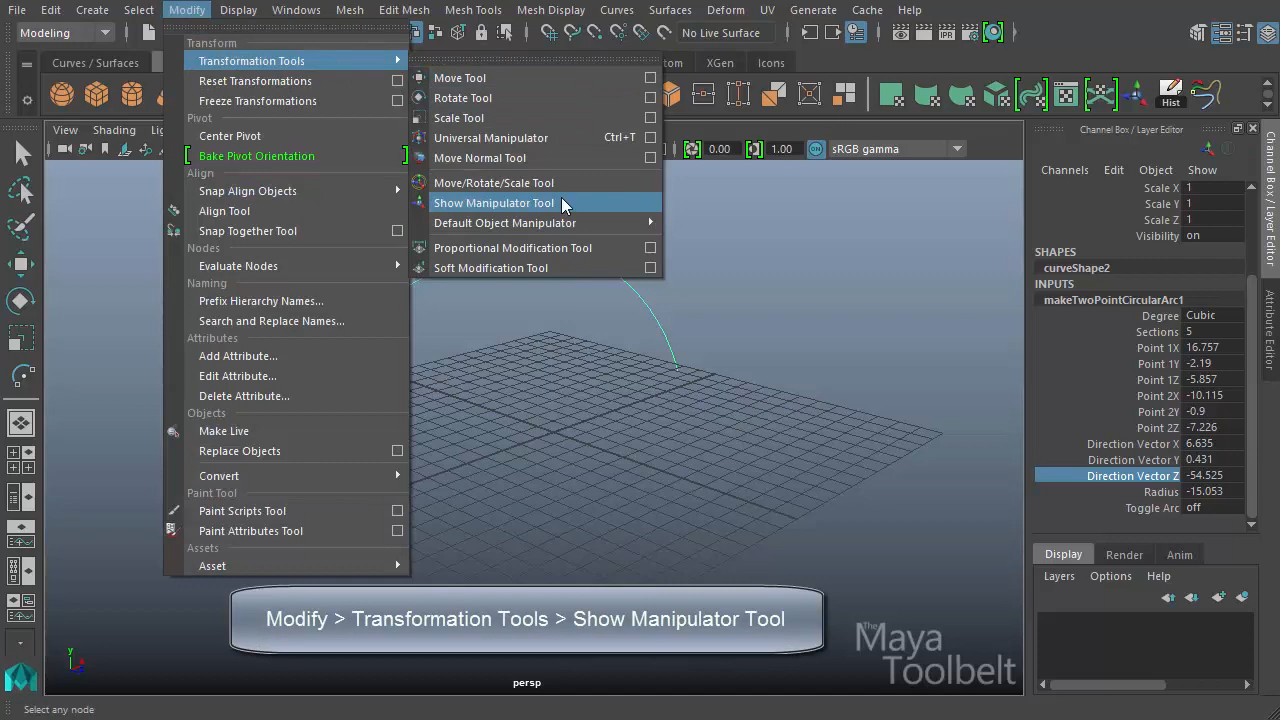 File Edit Create Select Modify Display Windows Mesh Edit Mesh Mesh Tools Mesh Display Curves Surfaces Deform UV Generate Cache Help
Modeling
No Live Surface
Curves / Surfaces
tom
XGen
Icons
Hist
View Shading Lig
0.00
1.00
ON
sRGB gamma
Transform
Transformation Tools
Reset Transformations
Freeze Transformations
Pivot
Center Pivot
Bake Pivot Orientation
Align
Snap Align Objects
Align Tool
Snap Together Tool
Nodes
Evaluate Nodes
Naming
Prefix Hierarchy Names...
Search and Replace Names...
Attributes
Add Attribute...
Edit Attribute...
Delete Attribute...
Objects
Make Live
Replace Objects
Convert
Paint Tool
Paint Scripts Tool
Paint Attributes Tool
Assets
Asset
Move Tool
Rotate Tool
Scale Tool
Universal Manipulator Ctrl+T
Move Normal Tool
Move/Rotate/Scale Tool
Show Manipulator Tool
Default Object Manipulator
Proportional Modification Tool
Soft Modification Tool
Channel Box / Layer Editor
Channels Edit Object Show
Scale X 1
Scale Y 1
Scale Z 1
Visibility on
SHAPES
curveShape2
INPUTS
makeTwoPointCircularArc1
Degree Cubic
Sections 5
Point 1X 16.757
Point 1Y -2.19
Point 1Z -5.857
Point 2X -10.115
Point 2Y -0.9
Point 2Z -7.226
Direction Vector X 6.635
Direction Vector Y 0.431
Direction Vector Z -54.525
Radius -15.053
Toggle Arc off
Display Render Anim
Layers Options Help
Channel Box / Layer Editor
Attribute Editor
Modify > Transformation Tools > Show Manipulator Tool
The Maya
Toolbelt
y
persp
Select any node